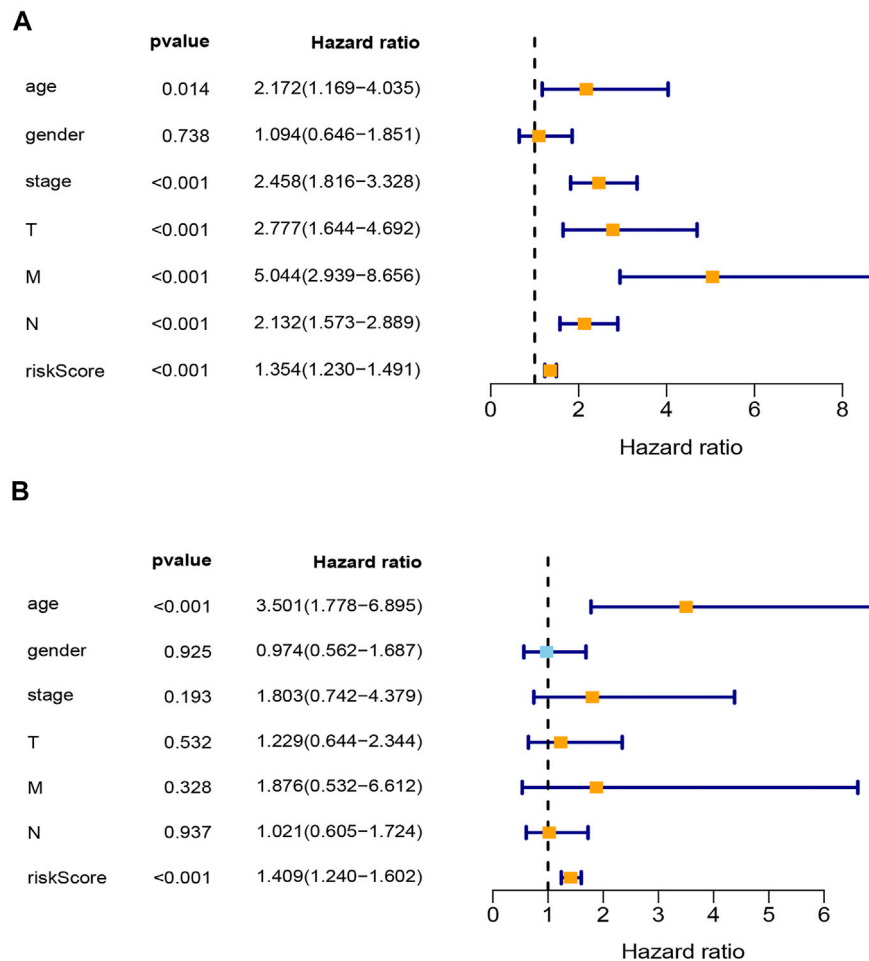 A
pvalue Hazard ratio
age 0.014 2.172(1.169−4.035)
gender 0.738 1.094(0.646−1.851)
stage <0.001 2.458(1.816−3.328)
T <0.001 2.777(1.644−4.692)
M <0.001 5.044(2.939−8.656)
N <0.001 2.132(1.573−2.889)
riskScore <0.001 1.354(1.230−1.491)
0 2 4 6 8
Hazard ratio
B
pvalue Hazard ratio
age <0.001 3.501(1.778−6.895)
gender 0.925 0.974(0.562−1.687)
stage 0.193 1.803(0.742−4.379)
T 0.532 1.229(0.644−2.344)
M 0.328 1.876(0.532−6.612)
N 0.937 1.021(0.605−1.724)
riskScore <0.001 1.409(1.240−1.602)
0 1 2 3 4 5 6
Hazard ratio